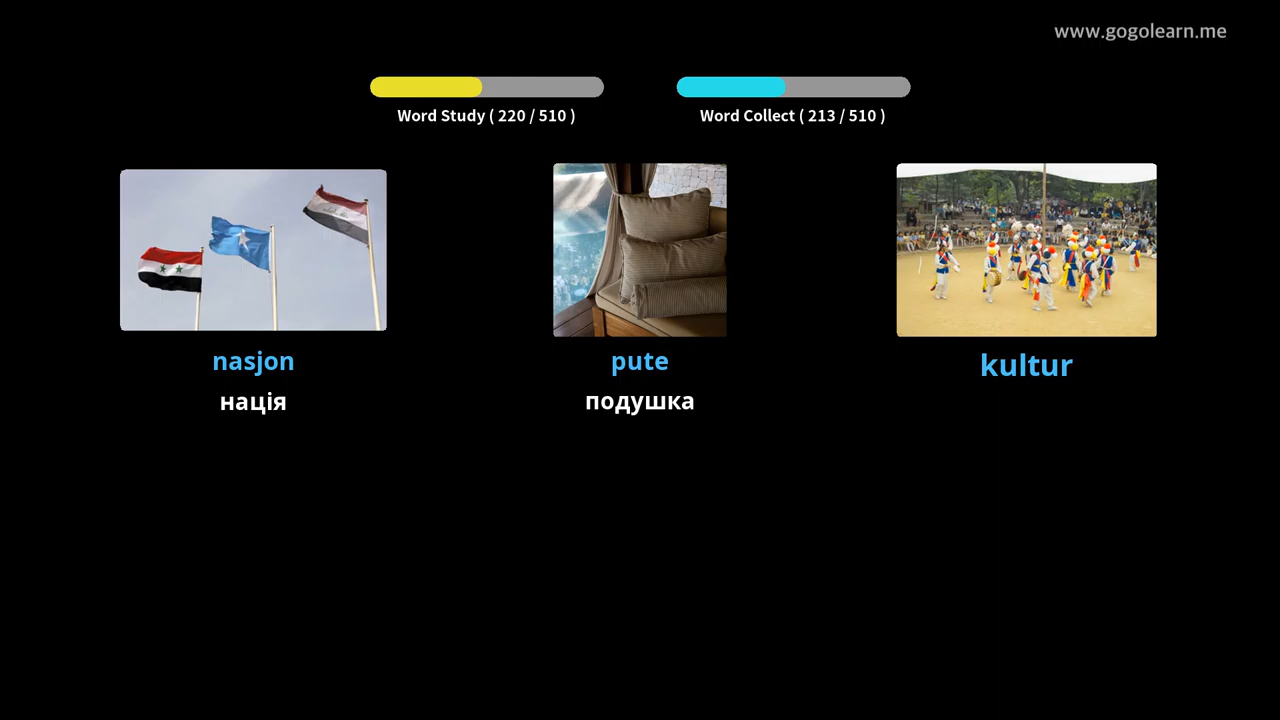 www.gogolearn.me
Word Study ( 220 / 510 )
Word Collect ( 213 / 510 )
nasjon
нація
pute
подушка
kultur